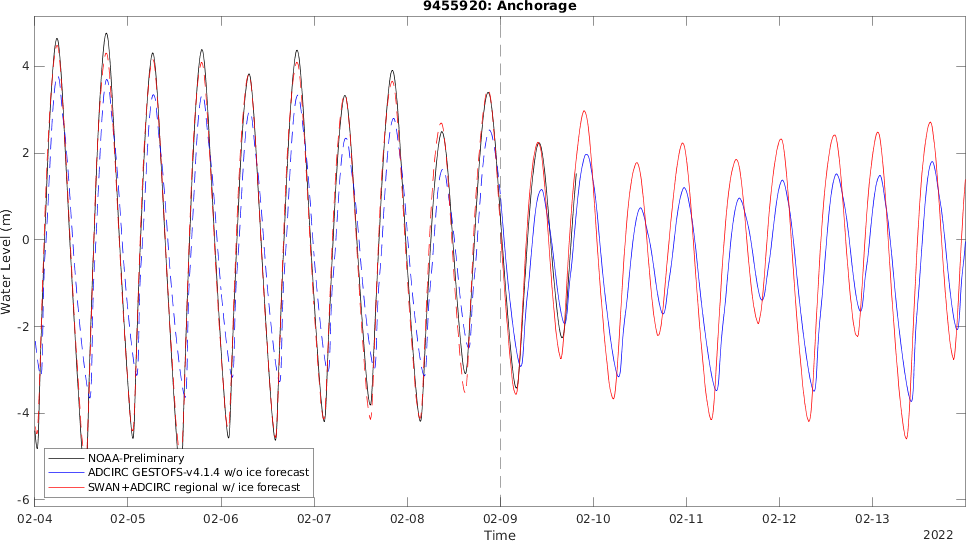 9455920: Anchorage
Water Level (m)
4
2
0
-2
-4
-6
NOAA-Preliminary
ADCIRC GESTOFS-v4.1.4 w/o ice forecast
SWAN+ADCIRC regional w/ ice forecast
02-04 02-05 02-06 02-07 02-08 02-09 02-10 02-11 02-12 02-13
Time
2022